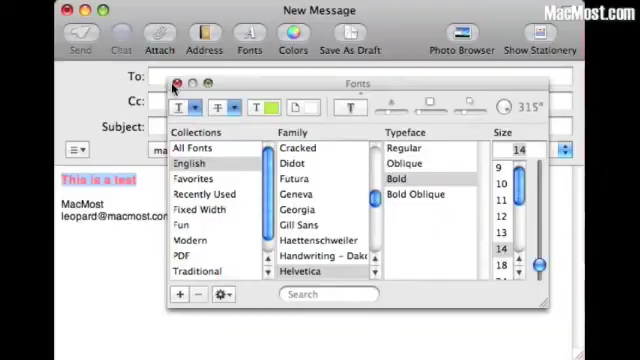 New Message
MacMost.com
Send
Chat
Attach
Address
Fonts
Colors
Save As Draft
Photo Browser
Show Stationery
To:
Cc:
Subject:
Fonts
T
T
T
T
315°
Collections
Family
Typeface
Size
All Fonts
English
Favorites
Recently Used
Fixed Width
Fun
Modern
PDF
Traditional
Cracked
Didot
Futura
Geneva
Georgia
Gill Sans
Haettenschweiler
Handwriting - Dako
Helvetica
Regular
Oblique
Bold
Bold Oblique
14
9
10
11
12
13
14
18
Search
This is a test
MacMost
leopard@macmost.com